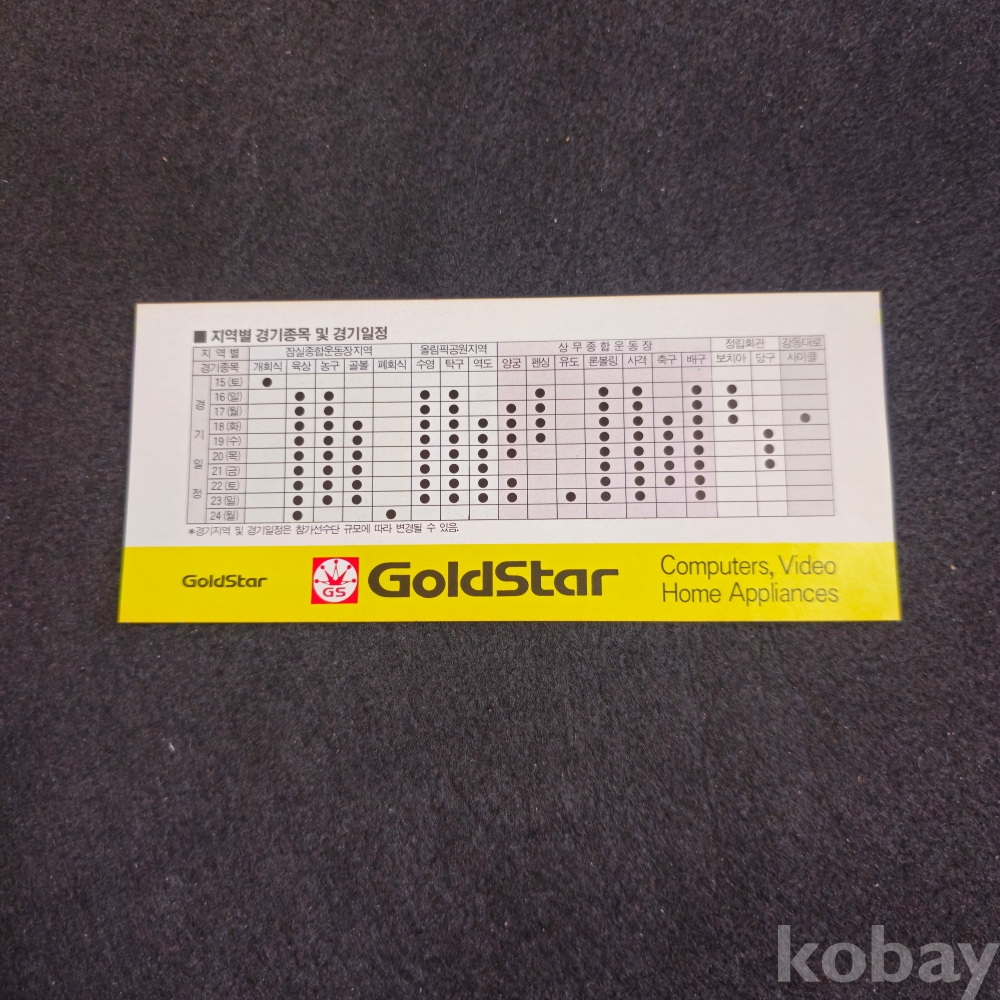 ■ 지역별 경기종목 및 경기일정
지 역 별 잠실종합운동장지역 올림픽공원지역 상 무 종 합 운 동 장 정립회관 강동대로
경기종목 개회식 육상 농구 골볼 폐회식 수영 탁구 역도 양궁 펜싱 유도 론볼링 사격 축구 배구 보치아 당구 사이클
경 기 일 정
15 (토) ●
16 (일) ● ● ● ● ● ● ● ● ●
17 (월) ● ● ● ● ● ● ● ● ● ●
18 (화) ● ● ● ● ● ● ● ● ● ● ● ● ● ●
19 (수) ● ● ● ● ● ● ● ● ● ● ● ● ●
20 (목) ● ● ● ● ● ● ● ● ● ● ● ●
21 (금) ● ● ● ● ● ● ● ● ● ● ●
22 (토) ● ● ● ● ● ● ● ● ● ● ●
23 (일) ● ● ● ● ● ● ● ● ● ● ●
24 (월) ● ●
*경기지역 및 경기일정은 참가선수단 규모에 따라 변경될 수 있음.
GoldStar GS GoldStar Computers, Video
Home Appliances
kobay